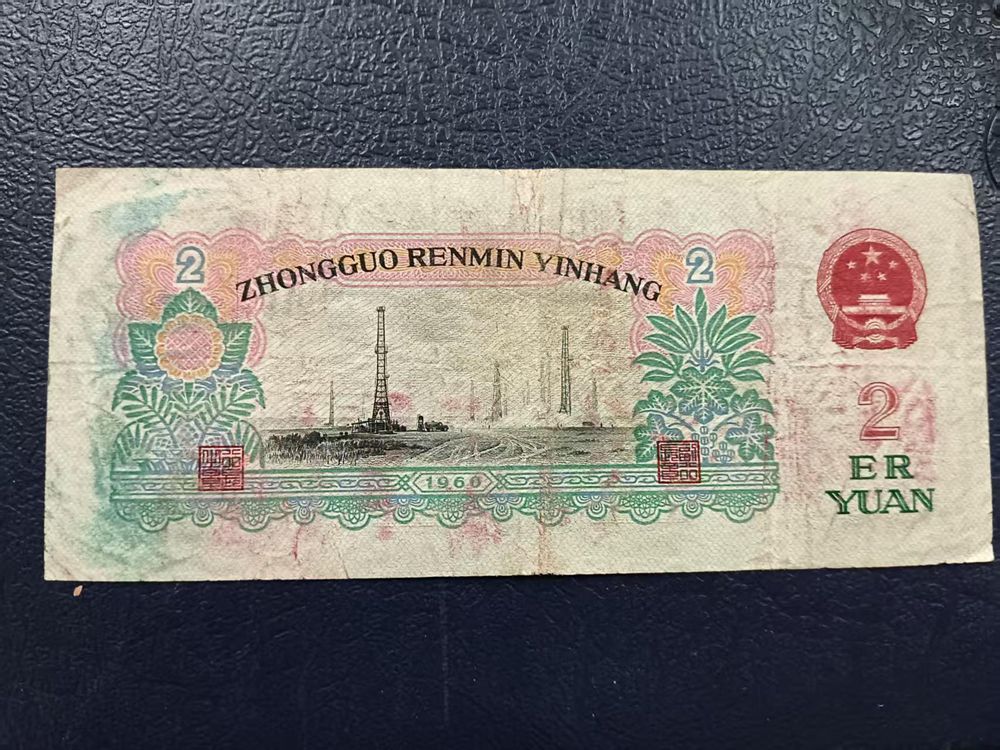 2
2
ZHONGGUO RENMIN YINHANG
2
ER
YUAN
1960